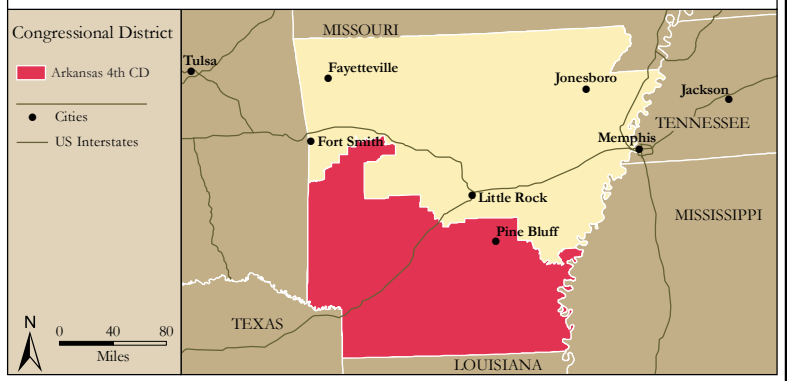 Congressional District
Arkansas 4th CD
Cities
US Interstates
N
0 40 80
Miles
MISSOURI
Tulsa
Fayetteville
Jonesboro
Jackson
TENNESSEE
Fort Smith
Memphis
Little Rock
MISSISSIPPI
Pine Bluff
TEXAS
LOUISIANA